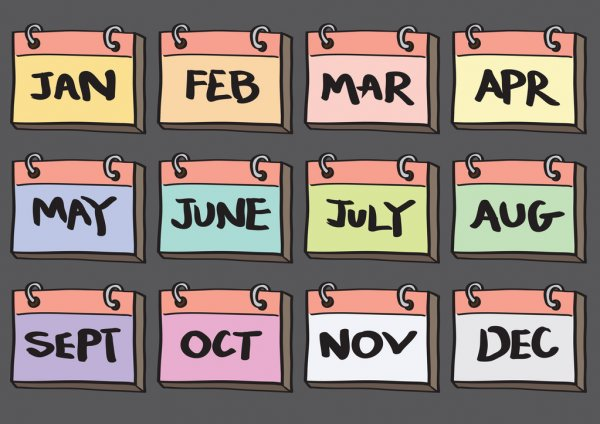 JAN FEB MAR APR
MAY JUNE JULY AUG
SEPT OCT NOV DEC